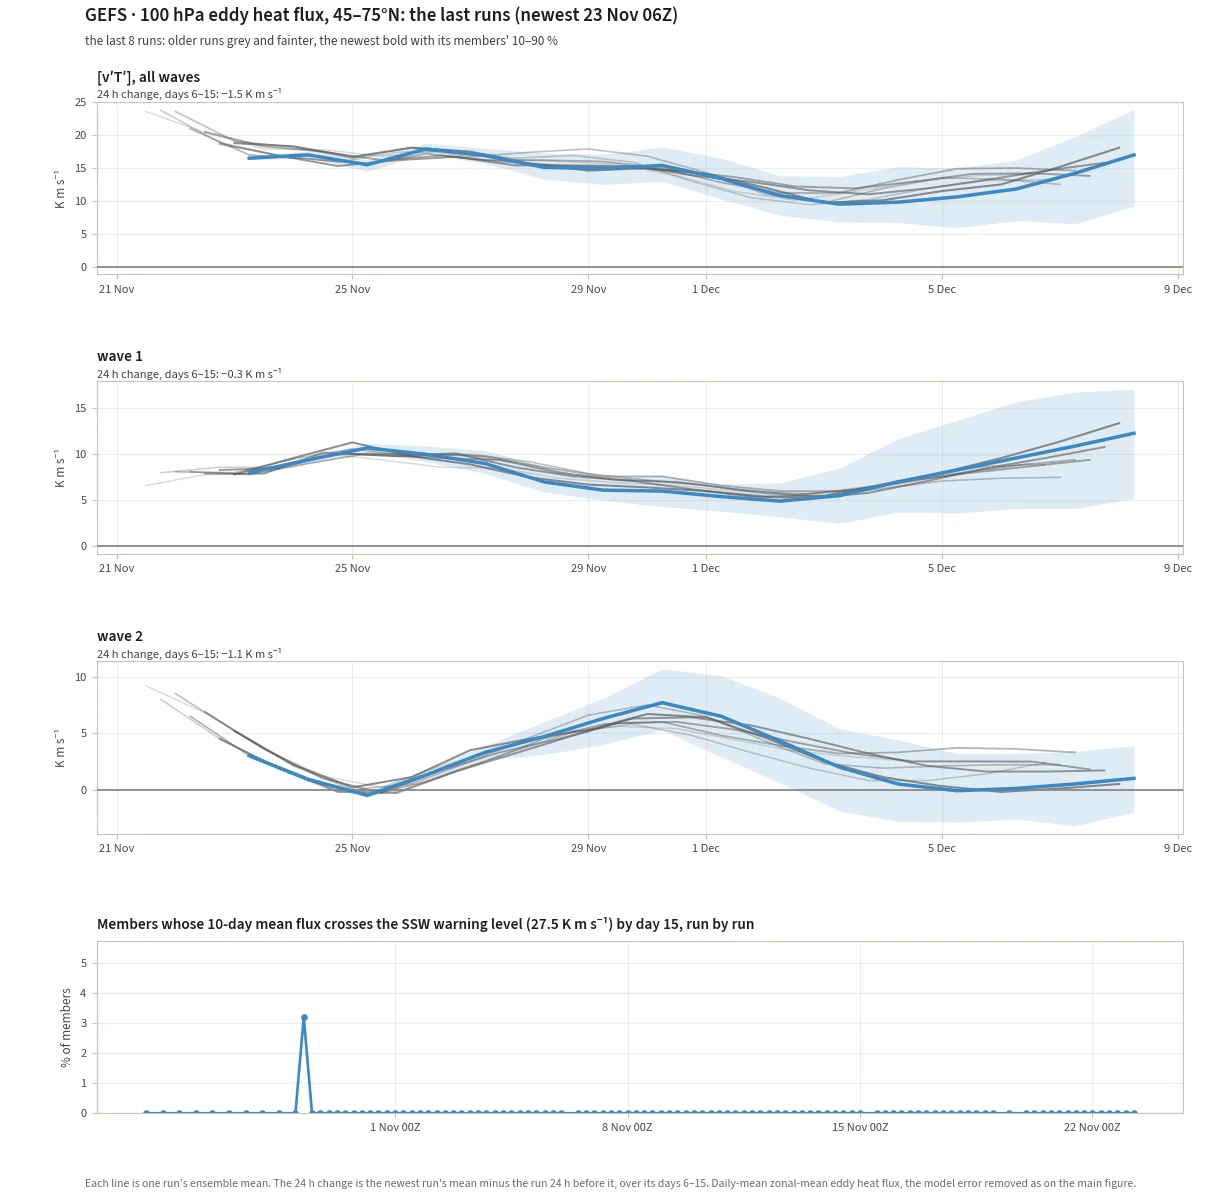 GEFS · 100 hPa eddy heat flux, 45–75°N: the last runs (newest 23 Nov 06Z)
the last 8 runs: older runs grey and fainter, the newest bold with its members' 10–90 %
[v′T′], all waves
24 h change, days 6–15: −1.5 K m s⁻¹
25
20
15
10
5
0
K m s⁻¹
21 Nov
25 Nov
29 Nov
1 Dec
5 Dec
9 Dec
wave 1
24 h change, days 6–15: −0.3 K m s⁻¹
15
10
5
0
K m s⁻¹
21 Nov
25 Nov
29 Nov
1 Dec
5 Dec
9 Dec
wave 2
24 h change, days 6–15: −1.1 K m s⁻¹
10
5
0
K m s⁻¹
21 Nov
25 Nov
29 Nov
1 Dec
5 Dec
9 Dec
Members whose 10-day mean flux crosses the SSW warning level (27.5 K m s⁻¹) by day 15, run by run
5
4
3
2
1
0
% of members
1 Nov 00Z
8 Nov 00Z
15 Nov 00Z
22 Nov 00Z
Each line is one run's ensemble mean. The 24 h change is the newest run's mean minus the run 24 h before it, over its days 6–15. Daily-mean zonal-mean eddy heat flux, the model error removed as on the main figure.